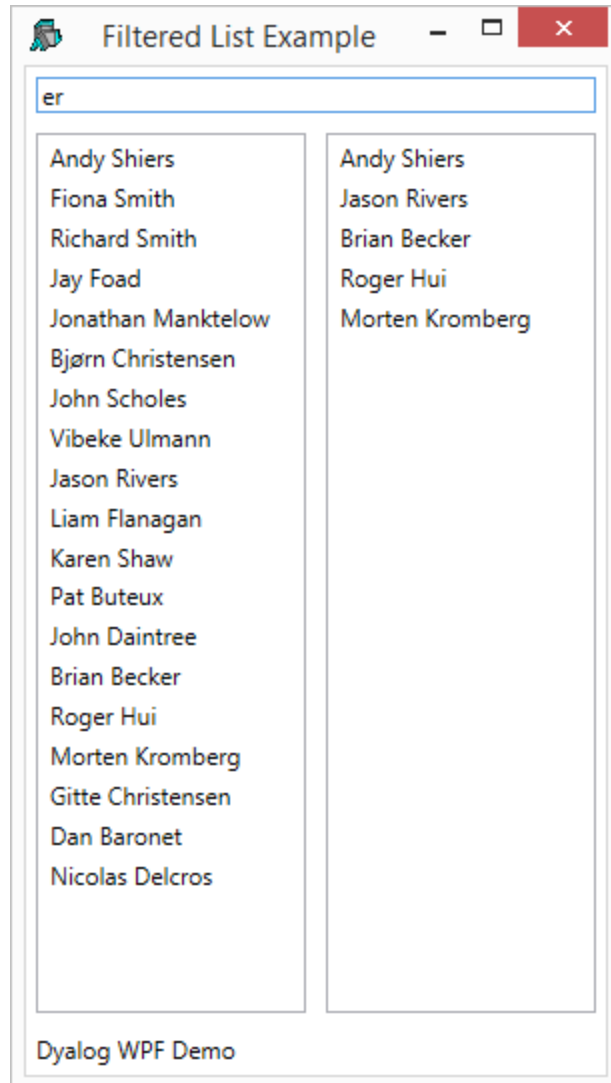 Filtered List Example
er
Andy Shiers
Fiona Smith
Richard Smith
Jay Foad
Jonathan Manktelow
Bjørn Christensen
John Scholes
Vibeke Ulmann
Jason Rivers
Liam Flanagan
Karen Shaw
Pat Buteux
John Daintree
Brian Becker
Roger Hui
Morten Kromberg
Gitte Christensen
Dan Baronet
Nicolas Delcros
Andy Shiers
Jason Rivers
Brian Becker
Roger Hui
Morten Kromberg
Dyalog WPF Demo